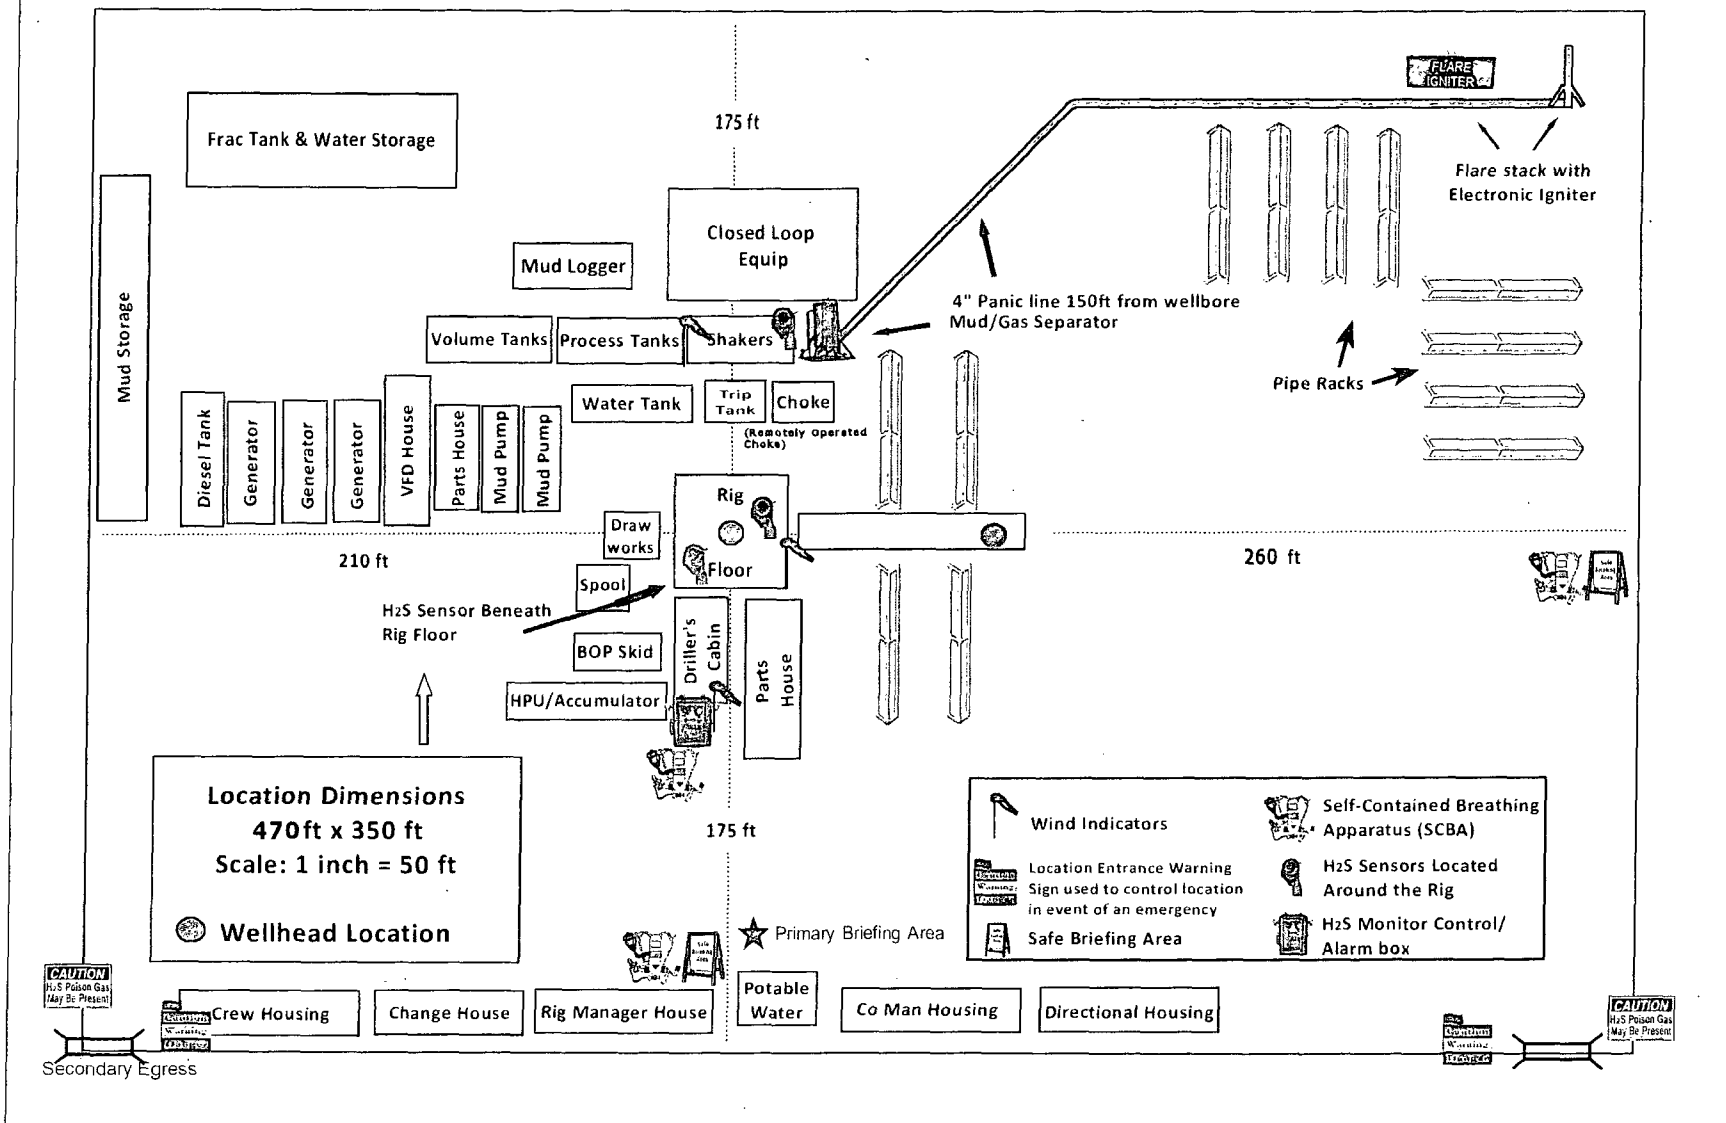 FLARE
IGNITER
175 ft
Frac Tank & Water Storage
Flare stack with
Electronic Igniter
Closed Loop
Equip
Mud Logger
Mud Storage
4" Panic line 150ft from wellbore
Mud/Gas Separator
Volume Tanks
Process Tanks
Shakers
Pipe Racks
Water Tank
Trip
Tank
Choke
(Remotely Operated
Choke)
Diesel Tank
Generator
Generator
Generator
VFD House
Parts House
Mud Pump
Mud Pump
Rig
Floor
Draw
works
210 ft
260 ft
Safe
Briefing
Area
Spool
H2S Sensor Beneath
Rig Floor
Driller's
Cabin
Parts
House
BOP Skid
HPU/Accumulator
Location Dimensions
470ft x 350 ft
Scale: 1 inch = 50 ft
Wellhead Location
175 ft
Wind Indicators
Location Entrance Warning
Sign used to control location
in event of an emergency
Safe Briefing Area
Self-Contained Breathing
Apparatus (SCBA)
H2S Sensors Located
Around the Rig
H2S Monitor Control/
Alarm box
Primary Briefing Area
CAUTION
H2S Poison Gas
May Be Present
Caution
Warning
Crew Housing
Change House
Rig Manager House
Potable
Water
Co Man Housing
Directional Housing
Caution
Warning
CAUTION
H2S Poison Gas
May Be Present
Secondary Egress